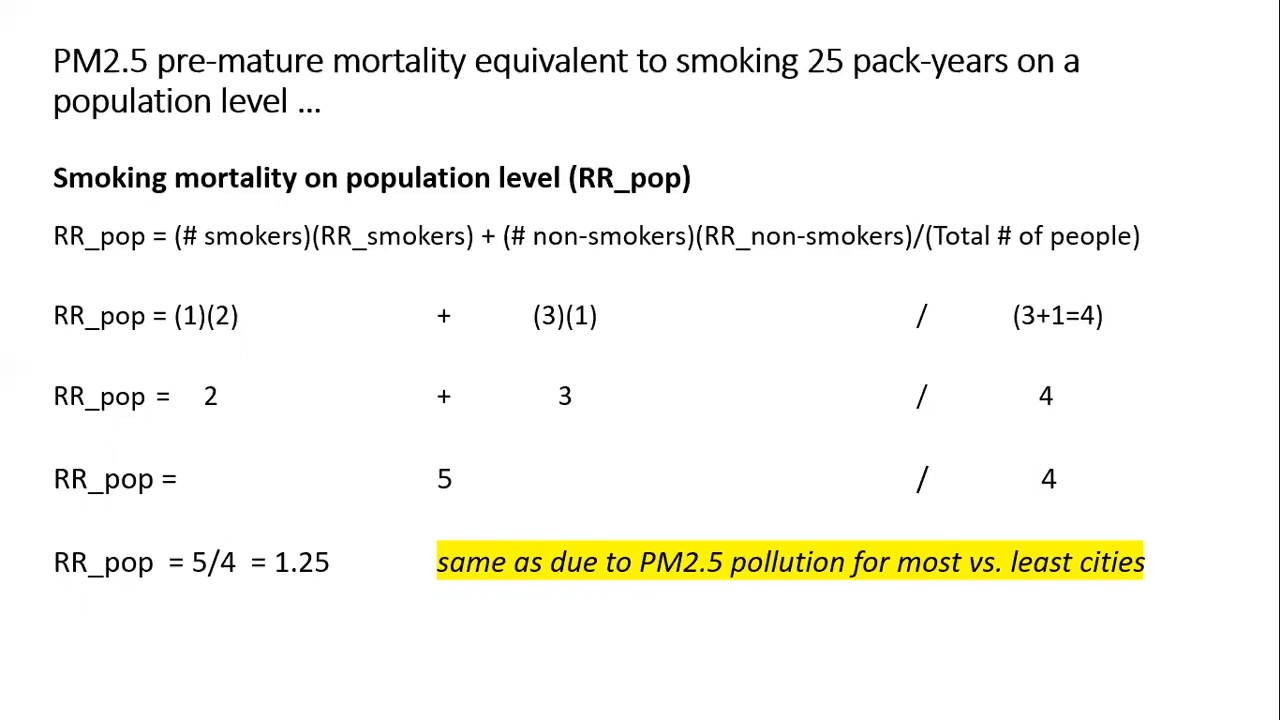 PM2.5 pre-mature mortality equivalent to smoking 25 pack-years on a
population level ...
Smoking mortality on population level (RR_pop)
RR_pop = (# smokers)(RR_smokers) + (# non-smokers)(RR_non-smokers)/(Total # of people)
RR_pop = (1)(2) + (3)(1) / (3+1=4)
RR_pop = 2 + 3 / 4
RR_pop = 5 / 4
RR_pop = 5/4 = 1.25 same as due to PM2.5 pollution for most vs. least cities